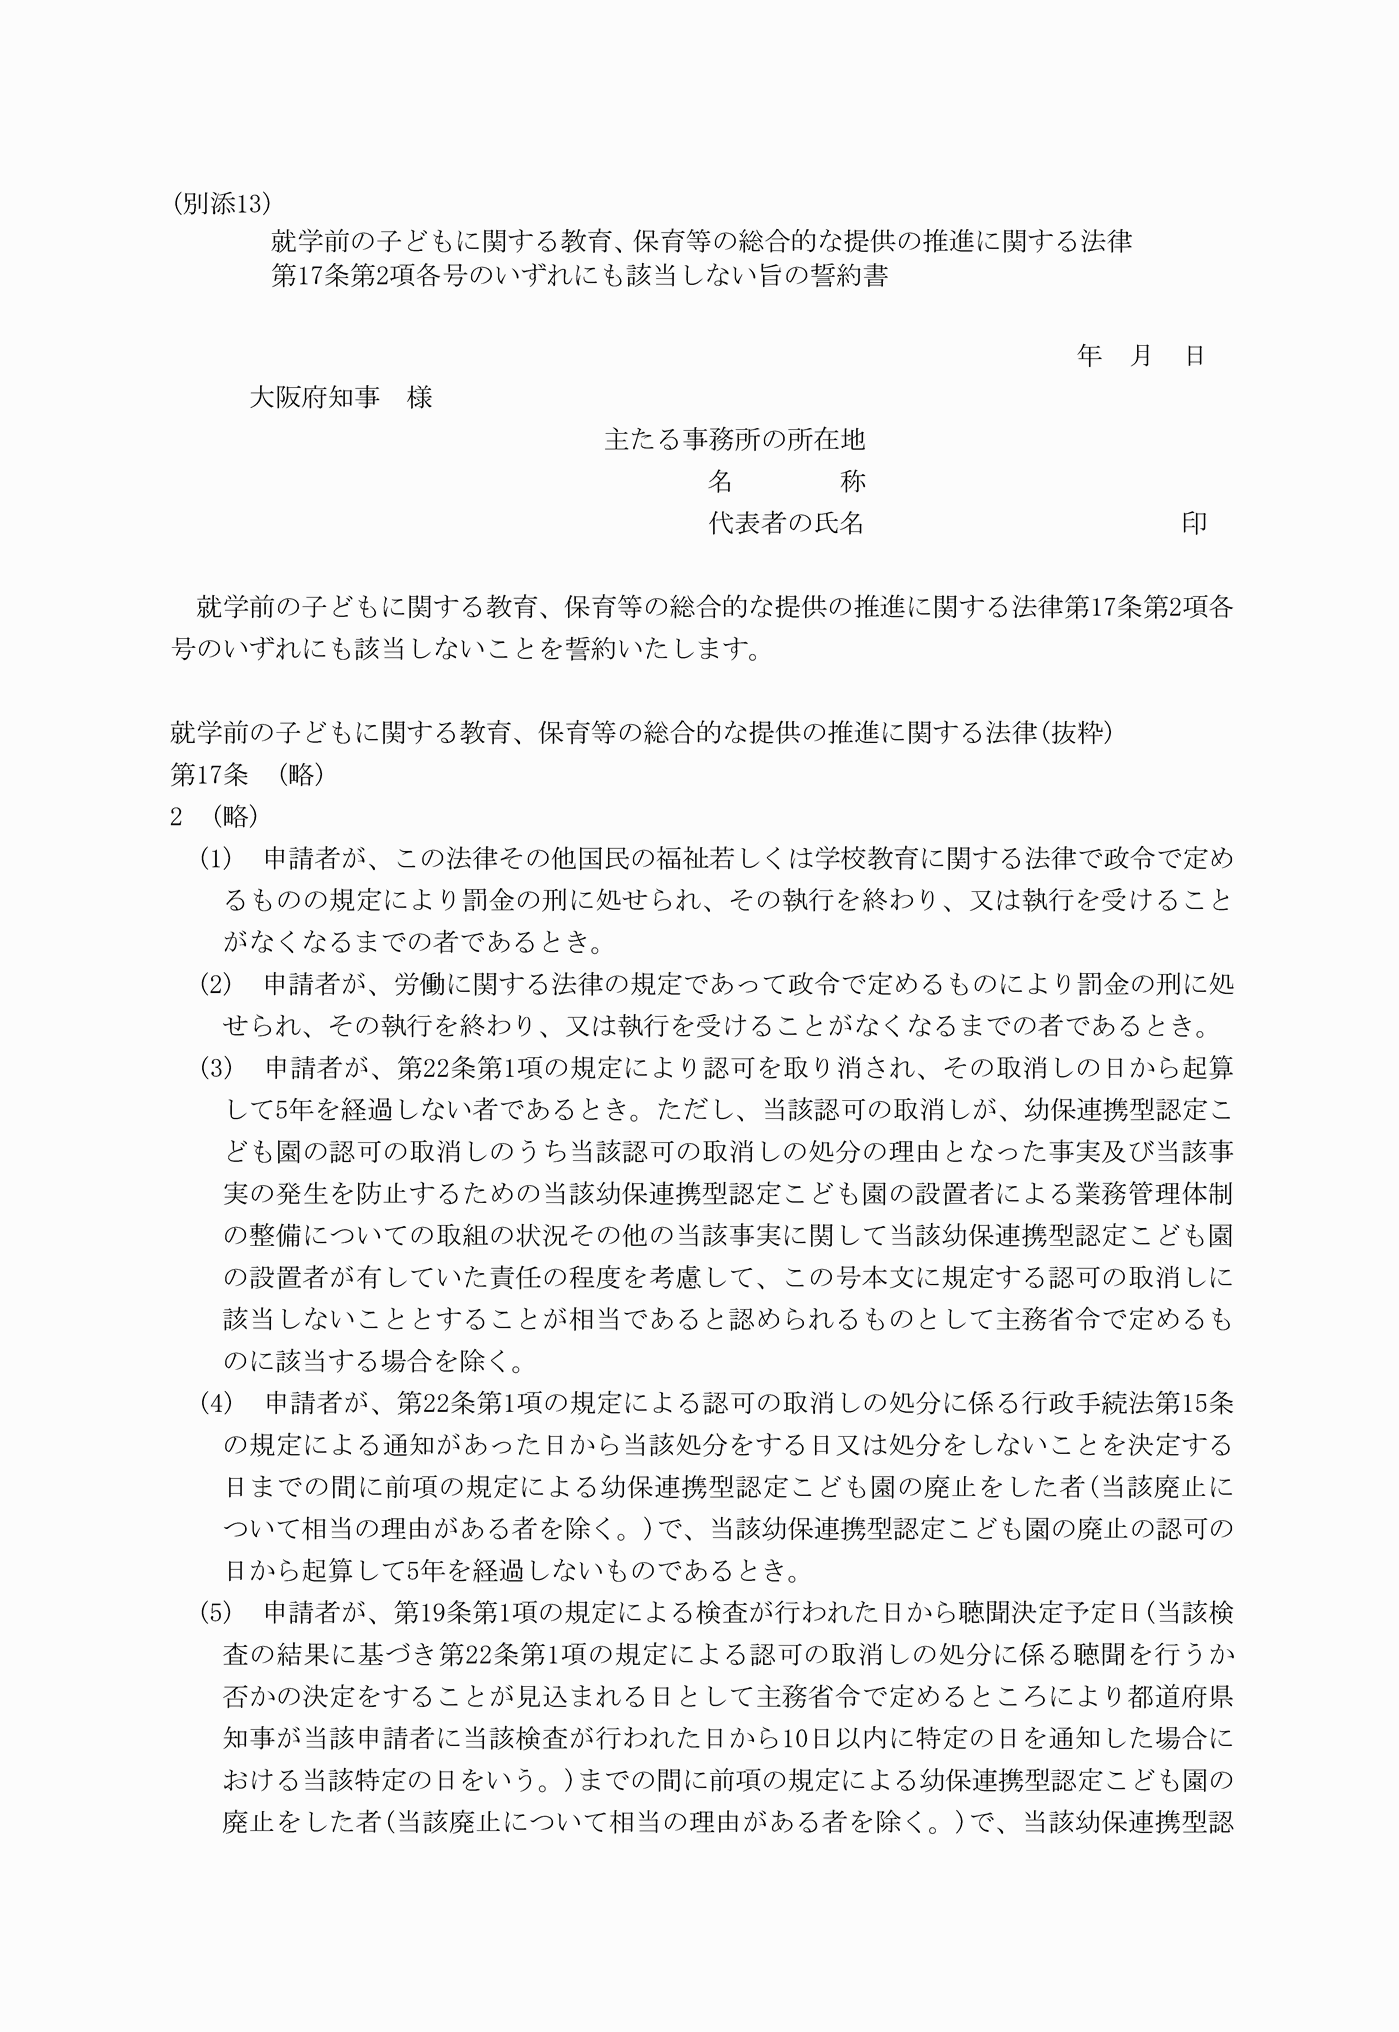 (別添13)
就学前の子どもに関する教育、保育等の総合的な提供の推進に関する法律
第17条第2項各号のいずれにも該当しない旨の誓約書
年　月　日
大阪府知事　様
主たる事務所の所在地
名　　　　称
代表者の氏名　　　　　　　　　　　　印
就学前の子どもに関する教育、保育等の総合的な提供の推進に関する法律第17条第2項各
号のいずれにも該当しないことを誓約いたします。
就学前の子どもに関する教育、保育等の総合的な提供の推進に関する法律(抜粋)
第17条　(略)
2　(略)
(1)　申請者が、この法律その他国民の福祉若しくは学校教育に関する法律で政令で定め
るものの規定により罰金の刑に処せられ、その執行を終わり、又は執行を受けること
がなくなるまでの者であるとき。
(2)　申請者が、労働に関する法律の規定であって政令で定めるものにより罰金の刑に処
せられ、その執行を終わり、又は執行を受けることがなくなるまでの者であるとき。
(3)　申請者が、第22条第1項の規定により認可を取り消され、その取消しの日から起算
して5年を経過しない者であるとき。ただし、当該認可の取消しが、幼保連携型認定こ
ども園の認可の取消しのうち当該認可の取消しの処分の理由となった事実及び当該事
実の発生を防止するための当該幼保連携型認定こども園の設置者による業務管理体制
の整備についての取組の状況その他の当該事実に関して当該幼保連携型認定こども園
の設置者が有していた責任の程度を考慮して、この号本文に規定する認可の取消しに
該当しないこととすることが相当であると認められるものとして主務省令で定めるも
のに該当する場合を除く。
(4)　申請者が、第22条第1項の規定による認可の取消しの処分に係る行政手続法第15条
の規定による通知があった日から当該処分をする日又は処分をしないことを決定する
日までの間に前項の規定による幼保連携型認定こども園の廃止をした者(当該廃止に
ついて相当の理由がある者を除く。)で、当該幼保連携型認定こども園の廃止の認可の
日から起算して5年を経過しないものであるとき。
(5)　申請者が、第19条第1項の規定による検査が行われた日から聴聞決定予定日(当該検
査の結果に基づき第22条第1項の規定による認可の取消しの処分に係る聴聞を行うか
否かの決定をすることが見込まれる日として主務省令で定めるところにより都道府県
知事が当該申請者に当該検査が行われた日から10日以内に特定の日を通知した場合に
おける当該特定の日をいう。)までの間に前項の規定による幼保連携型認定こども園の
廃止をした者(当該廃止について相当の理由がある者を除く。)で、当該幼保連携型認